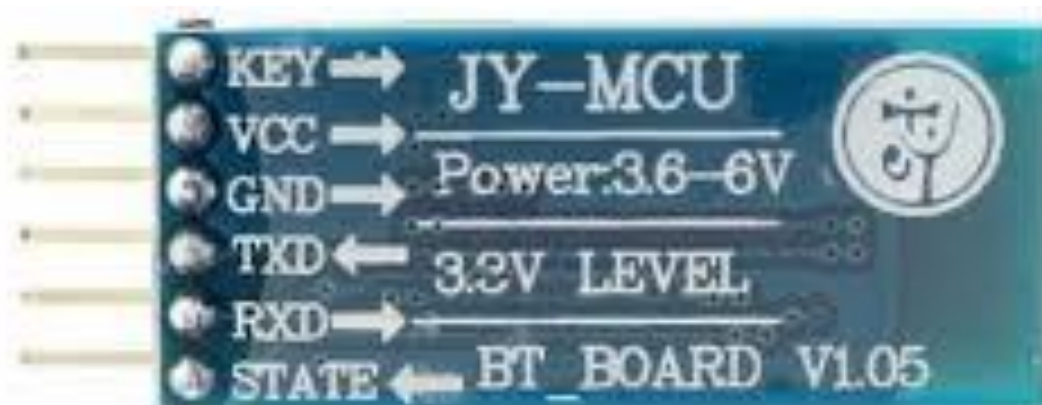 KEY
VCC
GND
TXD
RXD
STATE
JY-MCU
Power:3.6-6V
3.3V LEVEL
BT_BOARD V1.05